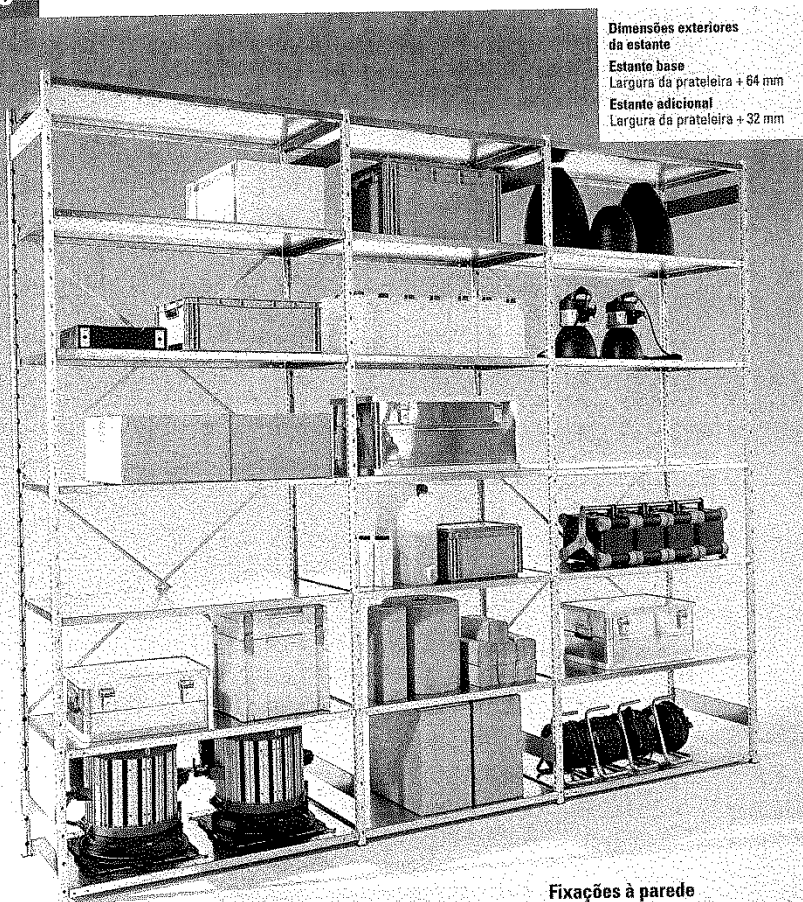 Dimensões exteriores
da estante
Estante base
Largura da prateleira + 64 mm
Estante adicional
Largura da prateleira + 32 mm
Fixações à parede